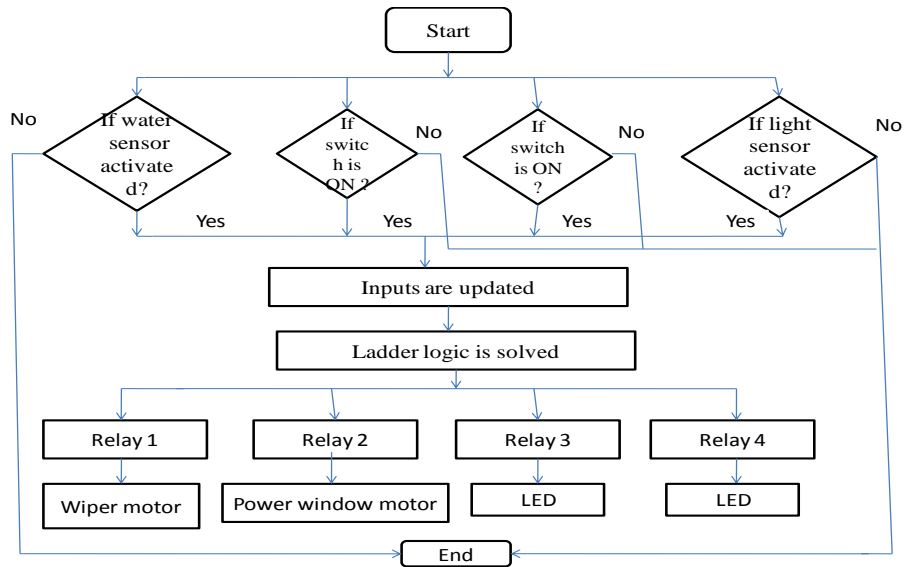 Start
No
If water
sensor
activate
d?
If
switc
h is
ON ?
No
If
switch
is ON
?
No
If light
sensor
activate
d?
No
Yes
Yes
Yes
Yes
Inputs are updated
Ladder logic is solved
Relay 1
Relay 2
Relay 3
Relay 4
Wiper motor
Power window motor
LED
LED
End